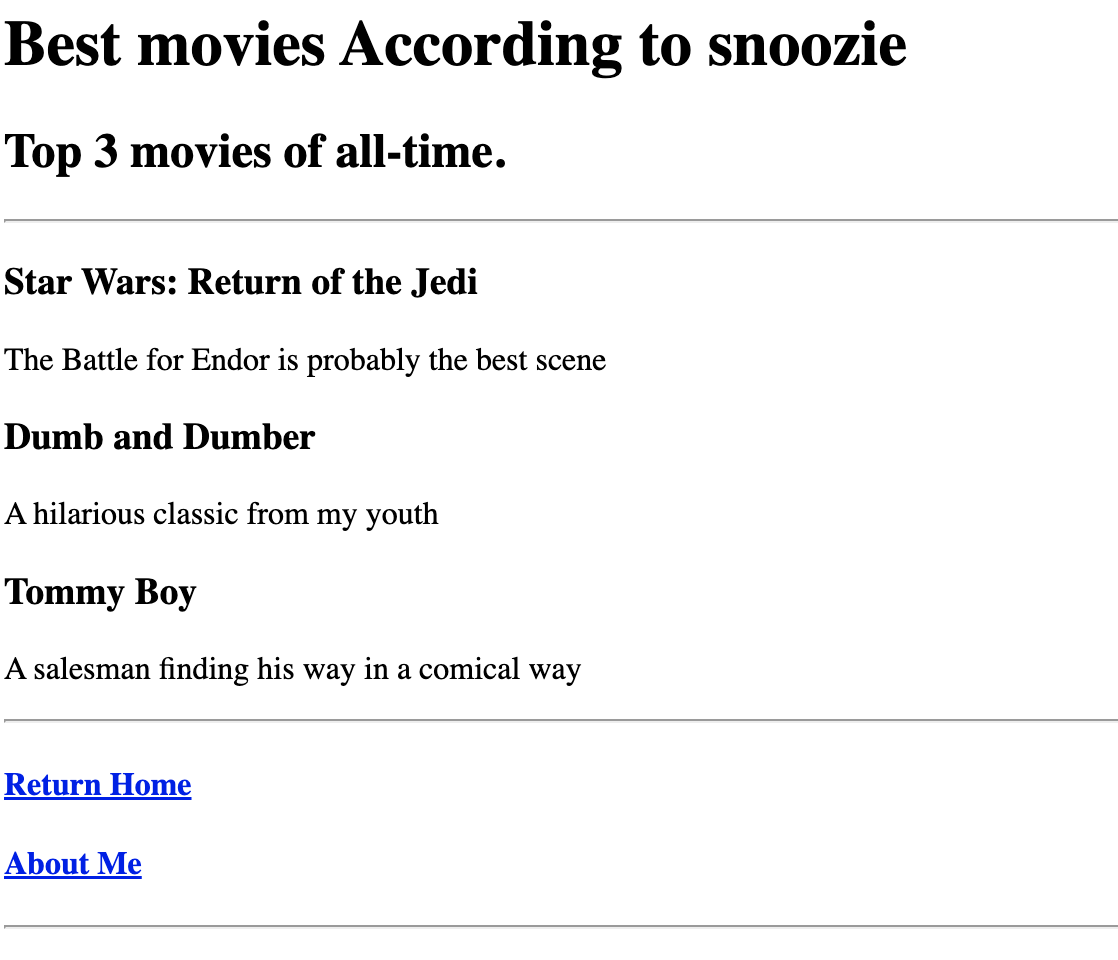 Best movies According to snoozie
Top 3 movies of all-time.
Star Wars: Return of the Jedi
The Battle for Endor is probably the best scene
Dumb and Dumber
A hilarious classic from my youth
Tommy Boy
A salesman finding his way in a comical way
Return Home
About Me